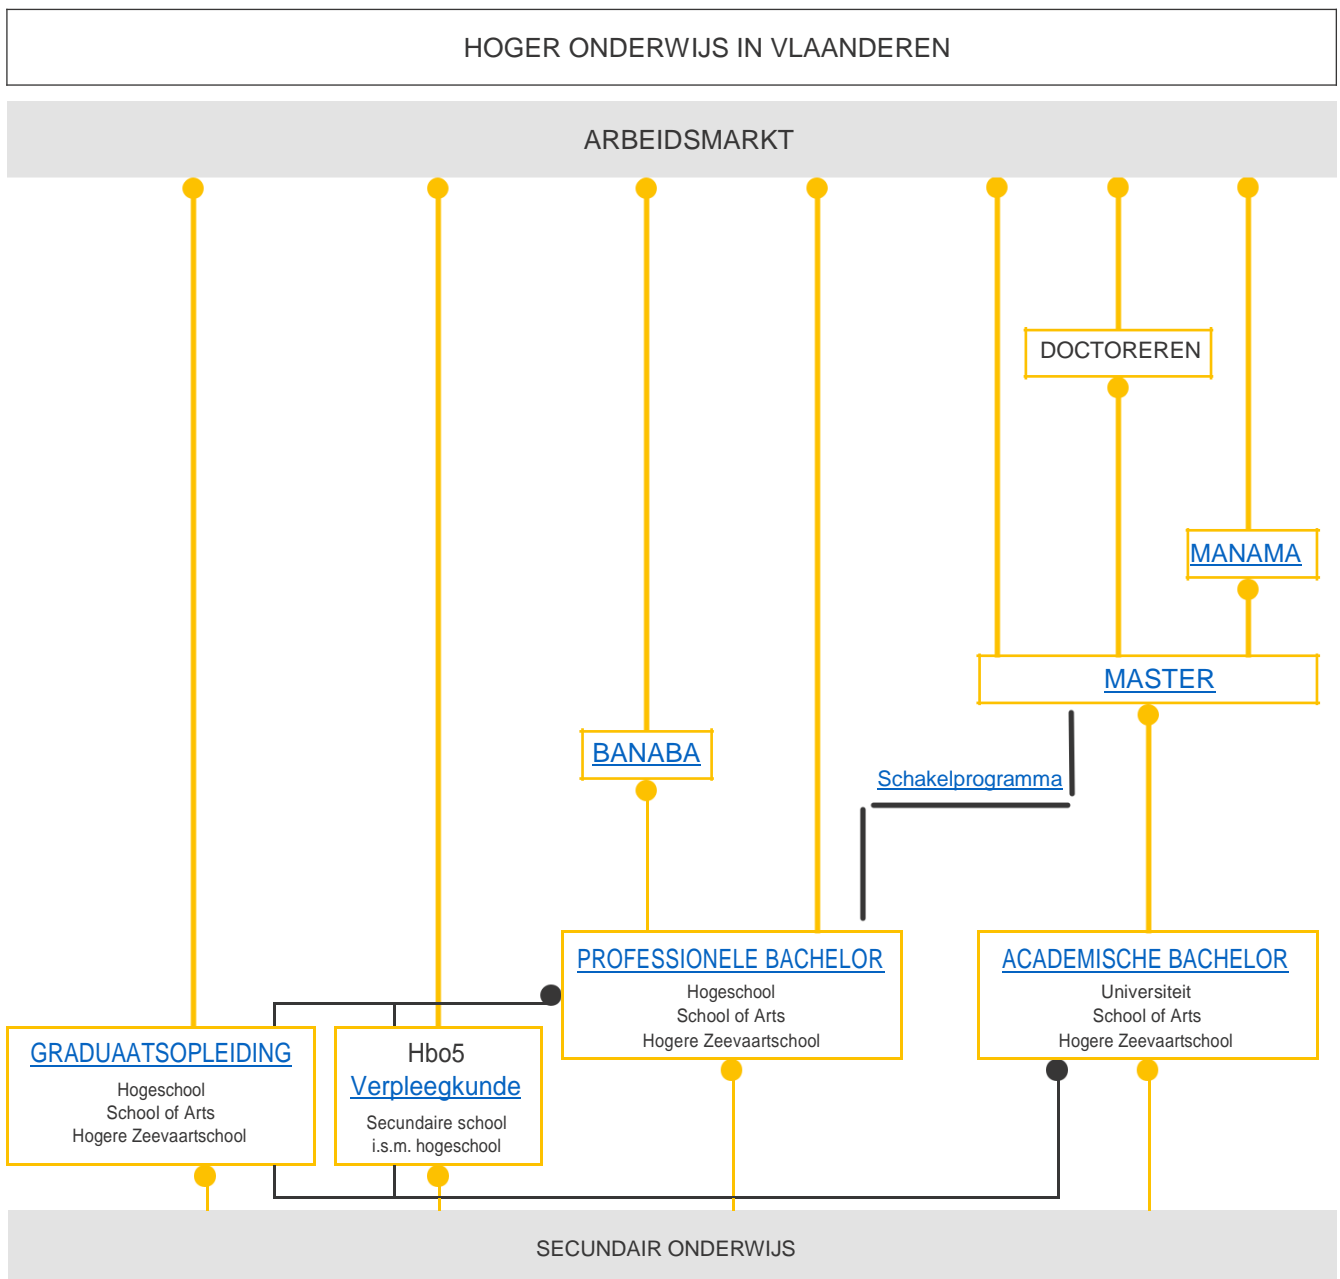 HOGER ONDERWIJS IN VLAANDEREN
ARBEIDSMARKT
DOCTOREREN
MANAMA
MASTER
BANABA
Schakelprogramma
PROFESSIONELE BACHELOR
Hogeschool
School of Arts
Hogere Zeevaartschool
ACADEMISCHE BACHELOR
Universiteit
School of Arts
Hogere Zeevaartschool
GRADUAATSOPLEIDING
Hogeschool
School of Arts
Hogere Zeevaartschool
Hbo5
Verpleegkunde
Secundaire school
i.s.m. hogeschool
SECUNDAIR ONDERWIJS